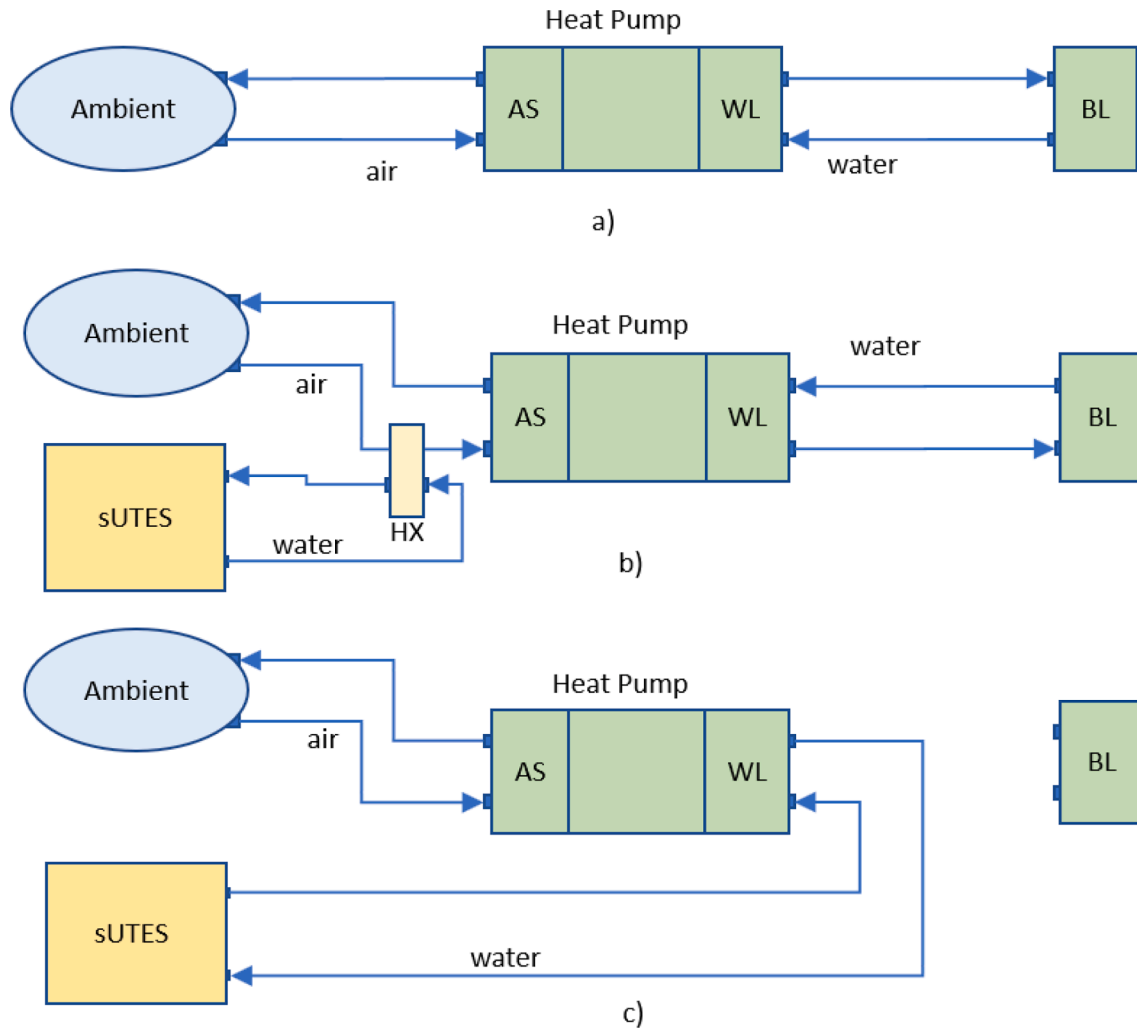 Heat Pump
Ambient
AS
WL
BL
air
water
a)
Ambient
Heat Pump
water
air
AS
WL
BL
sUTES
HX
water
b)
Ambient
Heat Pump
air
AS
WL
BL
sUTES
water
c)